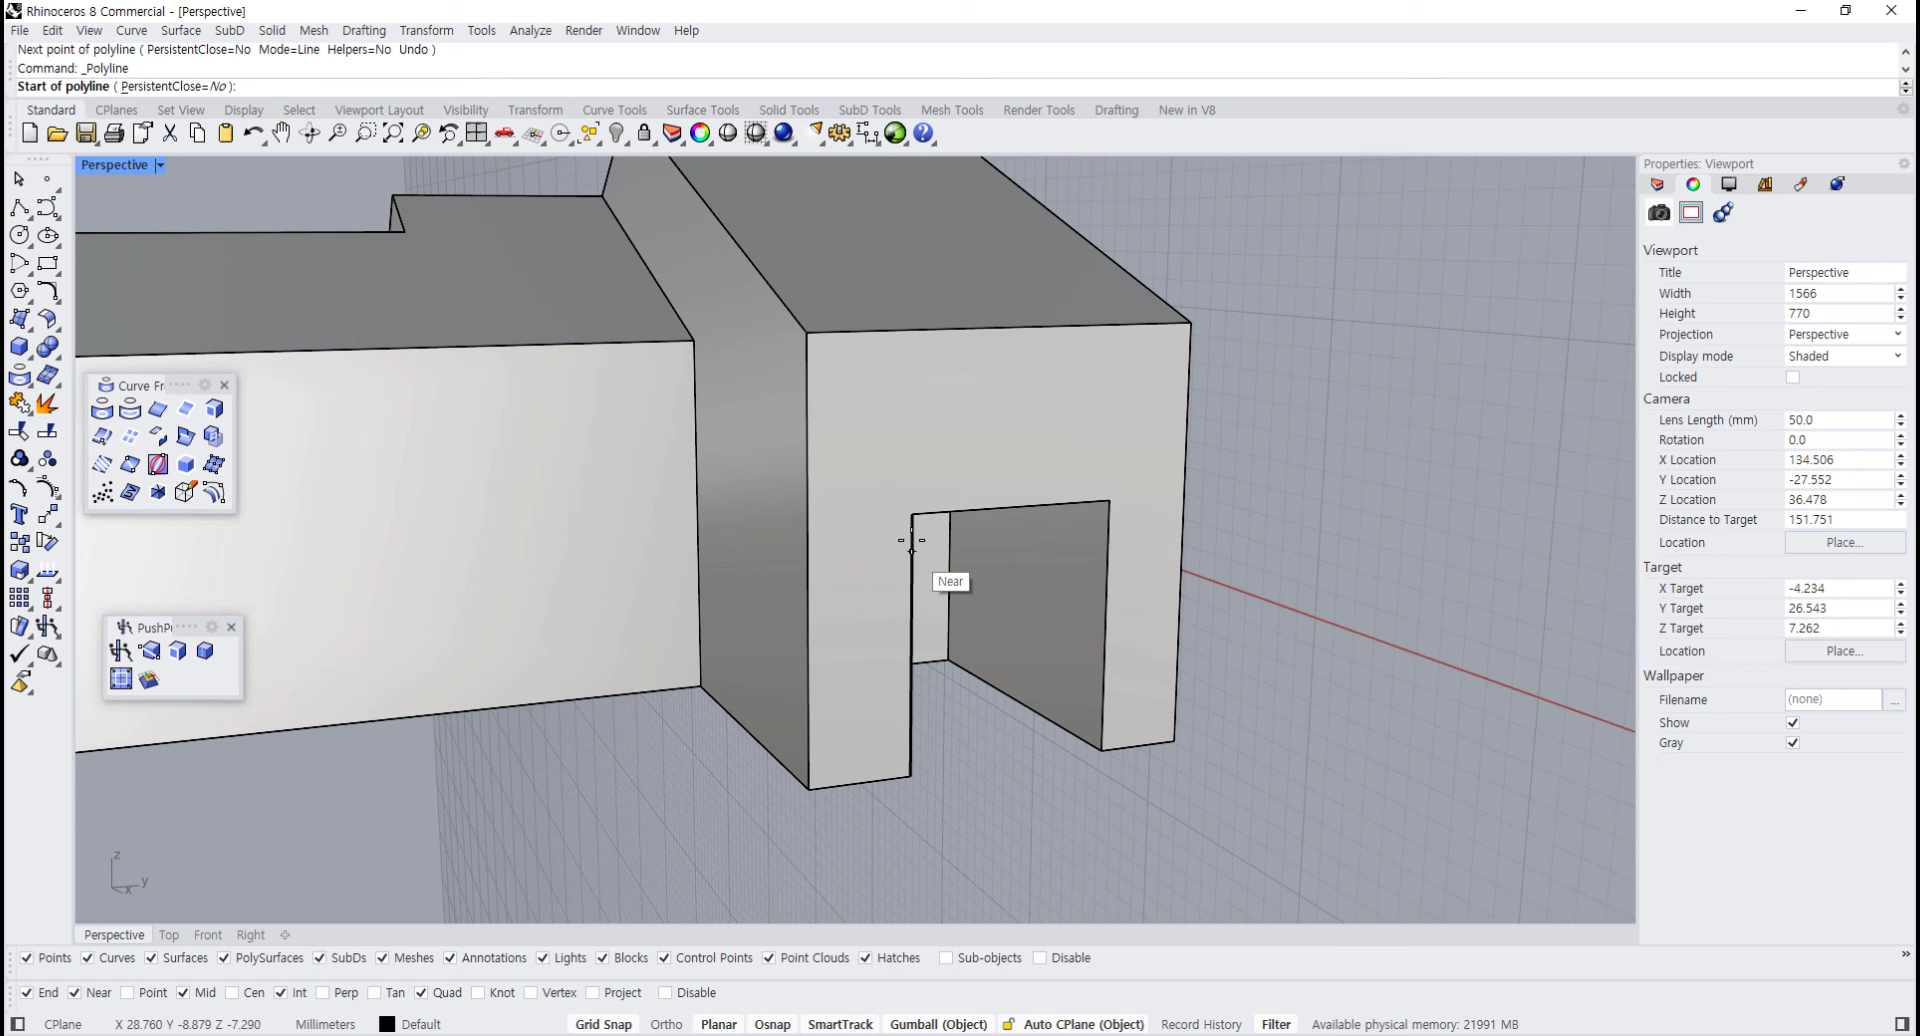 Rhinoceros 8 Commercial - [Perspective]
File Edit View Curve Surface SubD Solid Mesh Drafting Transform Tools Analyze Render Window Help
Next point of polyline ( PersistentClose=No Mode=Line Helpers=No Undo )
Command: _Polyline
Start of polyline ( PersistentClose=No ):
Standard CPlanes Set View Display Select Viewport Layout Visibility Transform Curve Tools Surface Tools Solid Tools SubD Tools Mesh Tools Render Tools Drafting New in V8
Perspective
Properties: Viewport
Viewport
Title Perspective
Width 1566
Height 770
Projection Perspective
Display mode Shaded
Locked
Camera
Lens Length (mm) 50.0
Rotation 0.0
X Location 134.506
Y Location -27.552
Z Location 36.478
Distance to Target 151.751
Location Place...
Target
X Target -4.234
Y Target 26.543
Z Target 7.262
Location Place...
Wallpaper
Filename (none) ...
Show
Gray
Curve Fr
PushP
Near
z
y
x
Perspective Top Front Right
Points Curves Surfaces PolySurfaces SubDs Meshes Annotations Lights Blocks Control Points Point Clouds Hatches Sub-objects Disable
End Near Point Mid Cen Int Perp Tan Quad Knot Vertex Project Disable
CPlane X 28.760 Y -8.879 Z -7.290 Millimeters Default Grid Snap Ortho Planar Osnap SmartTrack Gumball (Object) Auto CPlane (Object) Record History Filter Available physical memory: 21991 MB